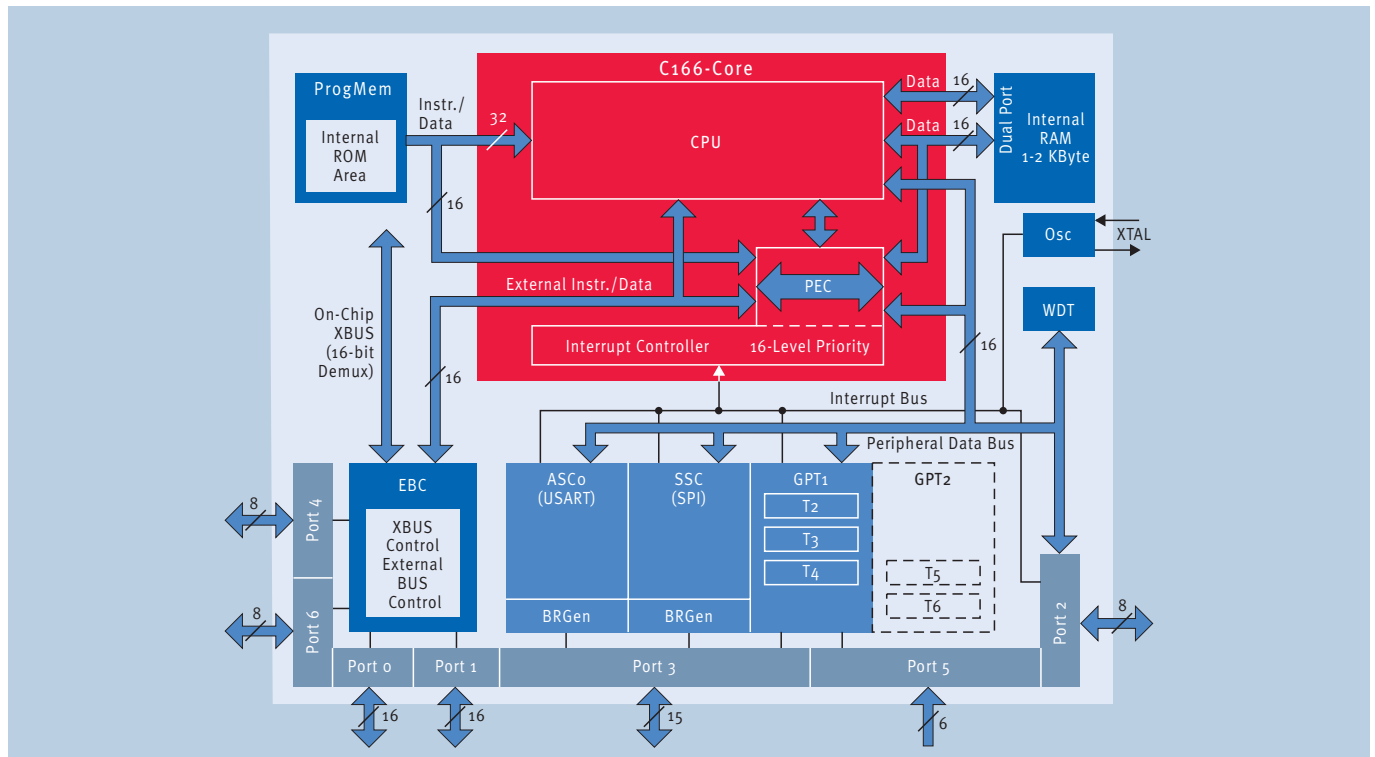 C166-Core
ProgMem
Internal
ROM
Area
Instr./
Data
32
16
CPU
Data
16
Data
16
Dual Port
Internal
RAM
1-2 KByte
Osc
XTAL
WDT
16
External Instr./Data
PEC
Interrupt Controller
16-Level Priority
On-Chip
XBUS
(16-bit
Demux)
16
Interrupt Bus
Peripheral Data Bus
EBC
XBUS
Control
External
BUS
Control
ASC0
(USART)
BRGen
SSC
(SPI)
BRGen
GPT1
T2
T3
T4
GPT2
T5
T6
8
Port 4
8
Port 6
Port 2
8
Port 0
Port 1
Port 3
Port 5
16
16
15
6